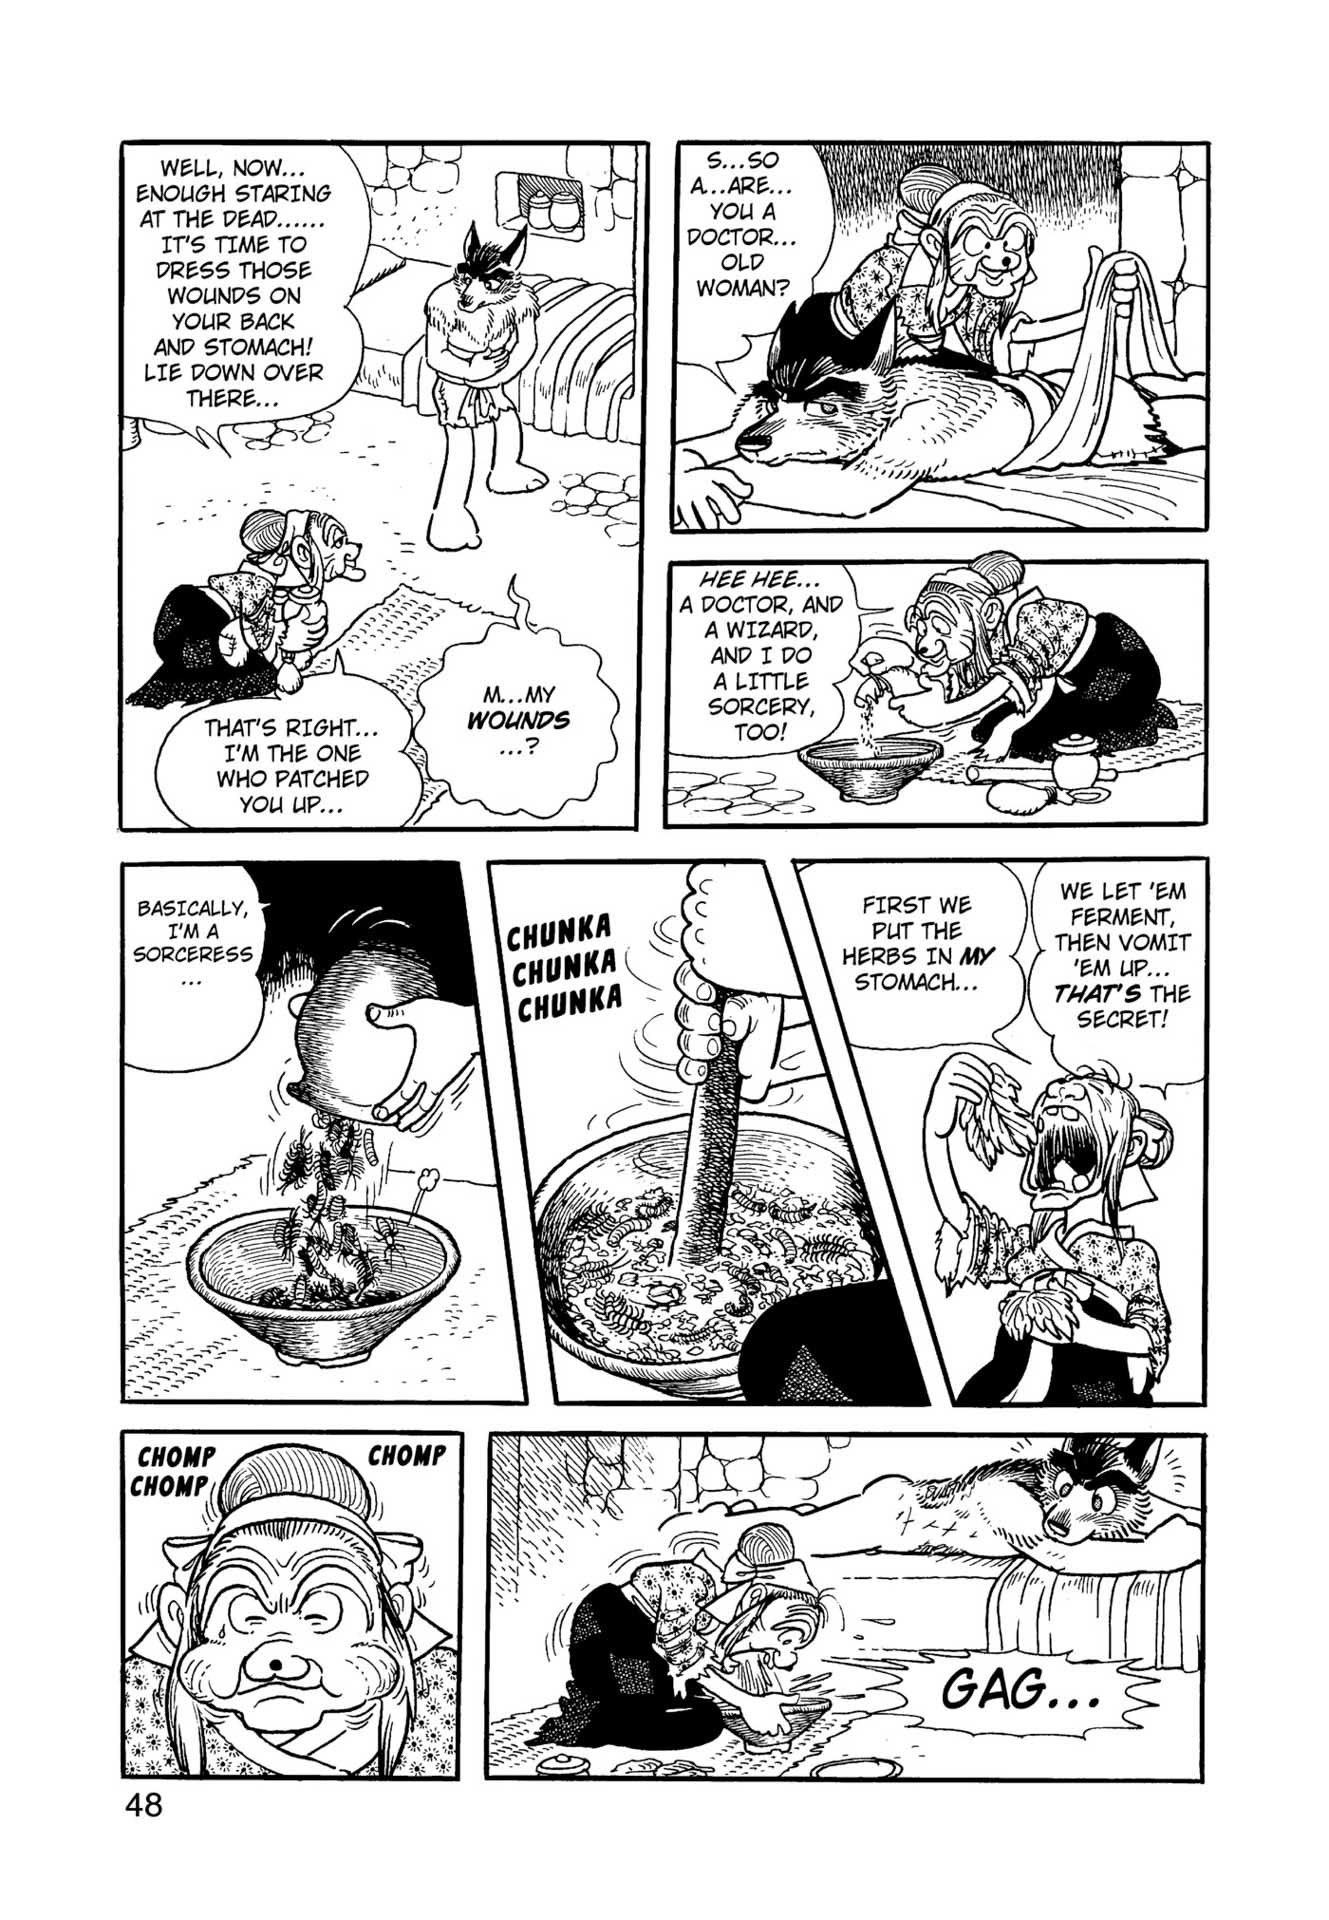 WELL, NOW...
ENOUGH STARING
AT THE DEAD......
IT'S TIME TO
DRESS THOSE
WOUNDS ON
YOUR BACK
AND STOMACH!
LIE DOWN OVER
THERE...
M...MY
WOUNDS
...?
THAT'S RIGHT...
I'M THE ONE
WHO PATCHED
YOU UP...
S...SO
A...ARE...
YOU A
DOCTOR...
OLD
WOMAN?
HEE HEE...
A DOCTOR, AND
A WIZARD,
AND I DO
A LITTLE
SORCERY,
TOO!
BASICALLY,
I'M A
SORCERESS
...
CHUNKA
CHUNKA
CHUNKA
FIRST WE
PUT THE
HERBS IN MY
STOMACH...
WE LET 'EM
FERMENT,
THEN VOMIT
'EM UP...
THAT'S THE
SECRET!
CHOMP
CHOMP
CHOMP
GAG...
48